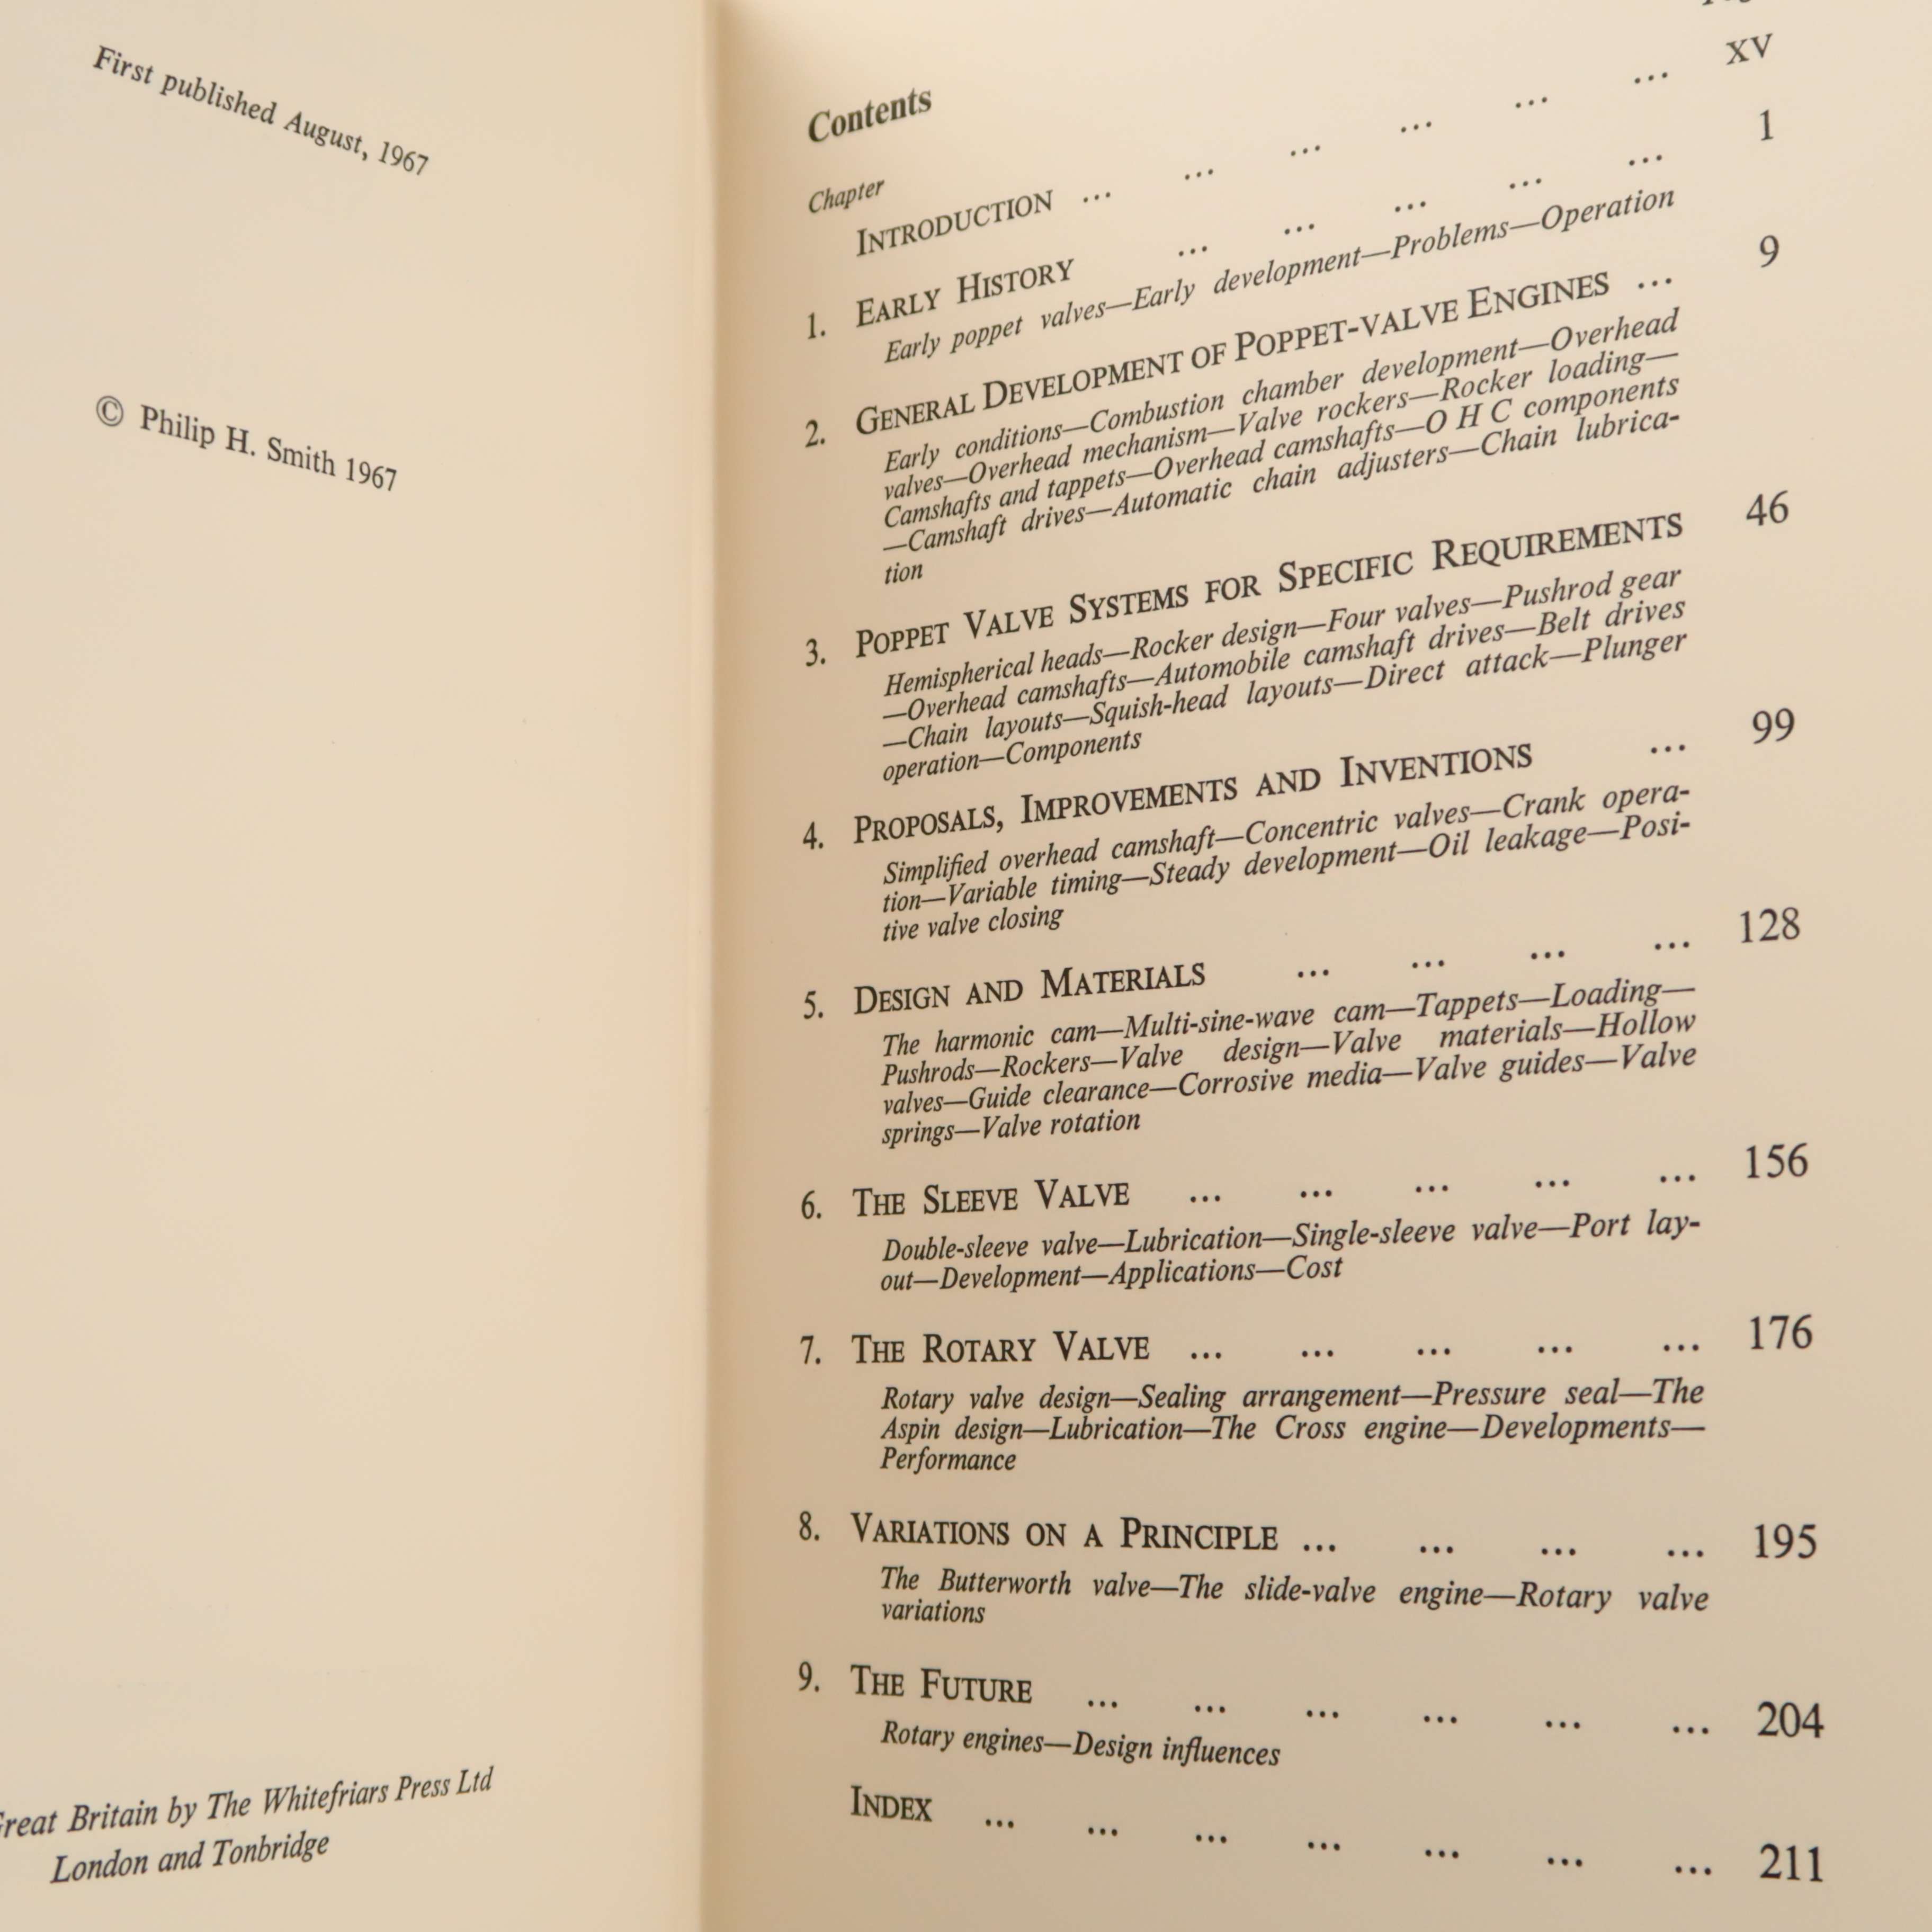 First published August, 1967
© Philip H. Smith 1967
Great Britain by The Whitefriars Press Ltd
London and Tonbridge
Contents
Chapter
INTRODUCTION ... ... ... ... ... ... XV
1. EARLY HISTORY ... ... ... ... ... 1
Early poppet valves—Early development—Problems—Operation
2. GENERAL DEVELOPMENT OF POPPET-VALVE ENGINES ... 9
Early conditions—Combustion chamber development—Overhead
valves—Overhead mechanism—Valve rockers—Rocker loading—
Camshafts and tappets—Overhead camshafts—O H C components
—Camshaft drives—Automatic chain adjusters—Chain lubrica-
tion
3. POPPET VALVE SYSTEMS FOR SPECIFIC REQUIREMENTS 46
Hemispherical heads—Rocker design—Four valves—Pushrod gear
—Overhead camshafts—Automobile camshaft drives—Belt drives
—Chain layouts—Squish-head layouts—Direct attack—Plunger
operation—Components
4. PROPOSALS, IMPROVEMENTS AND INVENTIONS ... 99
Simplified overhead camshaft—Concentric valves—Crank opera-
tion—Variable timing—Steady development—Oil leakage—Posi-
tive valve closing
5. DESIGN AND MATERIALS ... ... ... ... 128
The harmonic cam—Multi-sine-wave cam—Tappets—Loading—
Pushrods—Rockers—Valve design—Valve materials—Hollow
valves—Guide clearance—Corrosive media—Valve guides—Valve
springs—Valve rotation
6. THE SLEEVE VALVE ... ... ... ... ... 156
Double-sleeve valve—Lubrication—Single-sleeve valve—Port lay-
out—Development—Applications—Cost
7. THE ROTARY VALVE ... ... ... ... ... 176
Rotary valve design—Sealing arrangement—Pressure seal—The
Aspin design—Lubrication—The Cross engine—Developments—
Performance
8. VARIATIONS ON A PRINCIPLE ... ... ... ... 195
The Butterworth valve—The slide-valve engine—Rotary valve
variations
9. THE FUTURE ... ... ... ... ... ... 204
Rotary engines—Design influences
INDEX ... ... ... ... ... ... ... 211